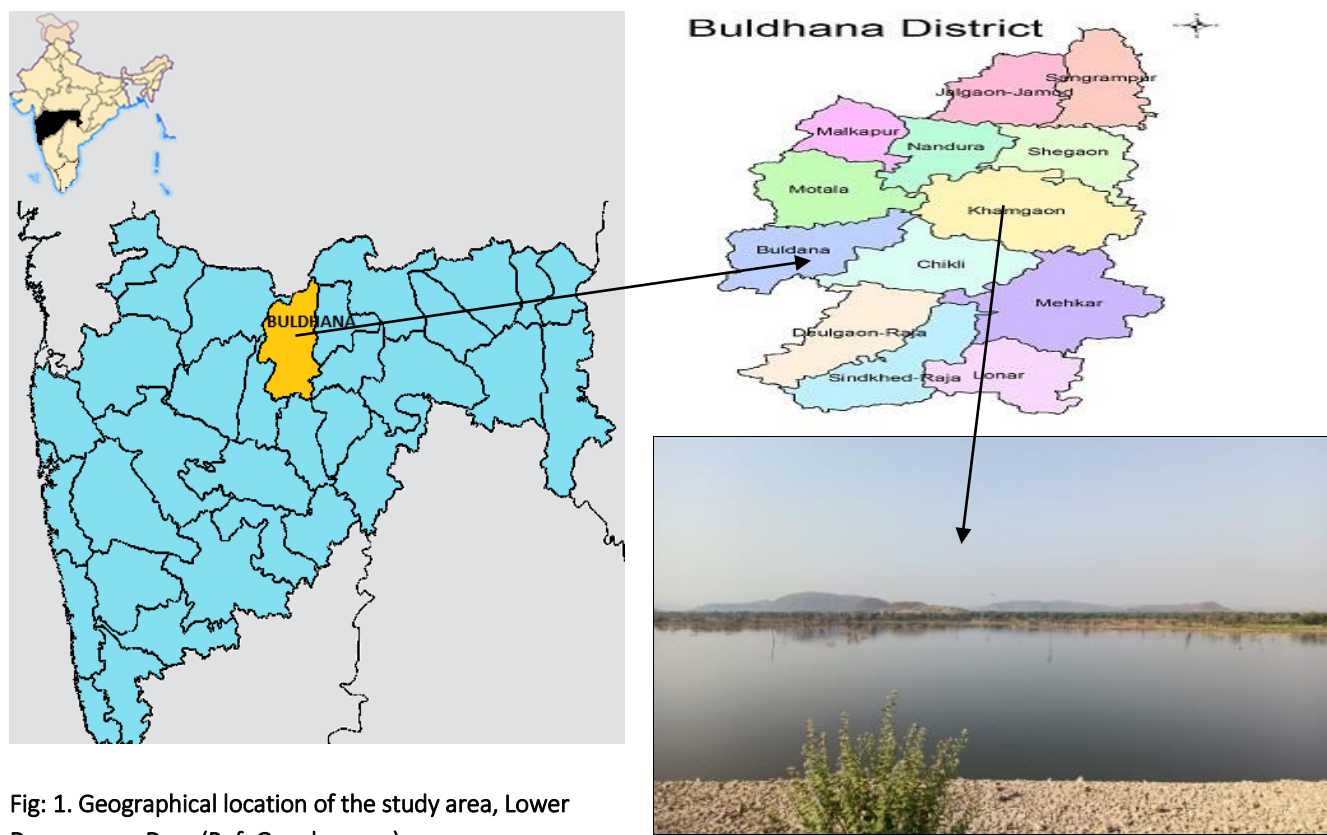 BULDHANA
Buldhana District
Sangrampur
Jalgaon-Jamod
Malkapur
Nandura
Shegaon
Motala
Khamgaon
Buldana
Chikli
Mehkar
Deulgaon-Raja
Sindkhed-Raja
Lonar
Fig: 1. Geographical location of the study area, Lower